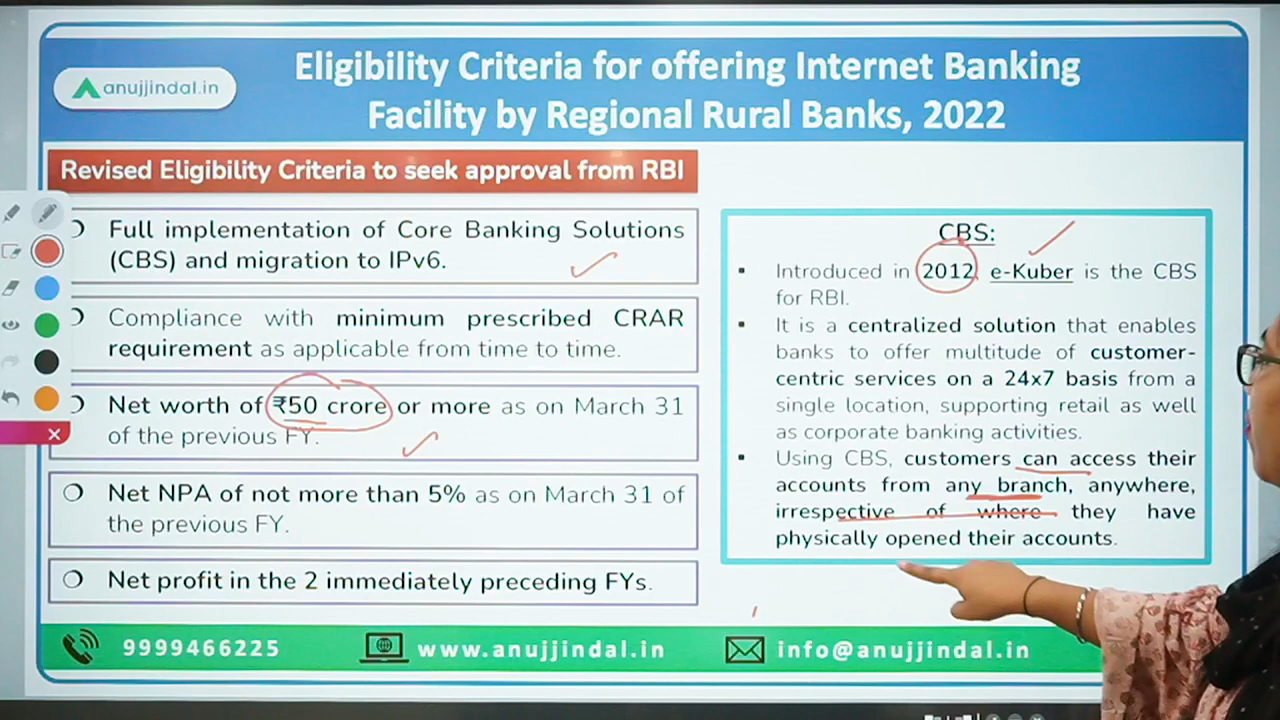 anujjindal.in
Eligibility Criteria for offering Internet Banking
Facility by Regional Rural Banks, 2022
Revised Eligibility Criteria to seek approval from RBI
Full implementation of Core Banking Solutions
(CBS) and migration to IPv6.
Compliance with minimum prescribed CRAR
requirement as applicable from time to time.
Net worth of ₹50 crore or more as on March 31
of the previous FY.
Net NPA of not more than 5% as on March 31 of
the previous FY.
Net profit in the 2 immediately preceding FYs.
CBS:
Introduced in 2012, e-Kuber is the CBS
for RBI.
It is a centralized solution that enables
banks to offer multitude of customer-
centric services on a 24x7 basis from a
single location, supporting retail as well
as corporate banking activities.
Using CBS, customers can access their
accounts from any branch, anywhere,
irrespective of where they have
physically opened their accounts.
9999466225
www.anujjindal.in
info@anujjindal.in